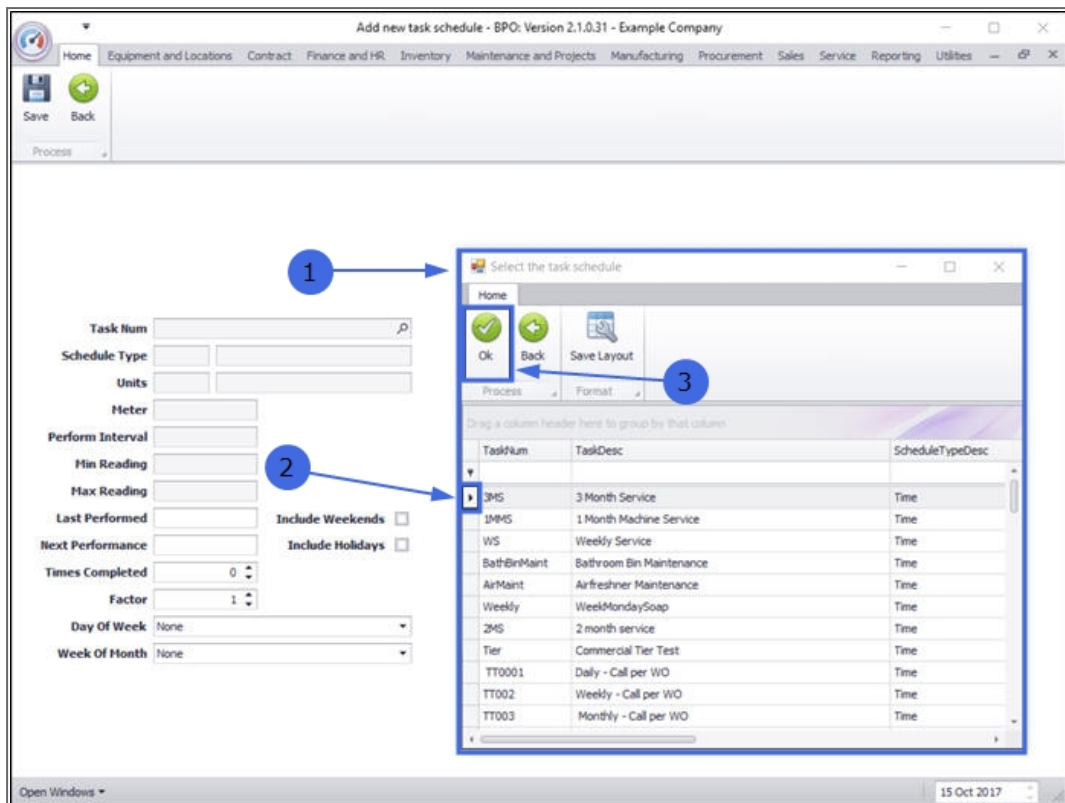 Add new task schedule - BPO: Version 2.1.0.31 - Example Company
Home Equipment and Locations Contract Finance and HR Inventory Maintenance and Projects Manufacturing Procurement Sales Service Reporting Utilities
Save Back
Process
1
Select the task schedule
Home
Ok Back Save Layout
3
Process Format
Drag a column header here to group by that column
TaskNum TaskDesc ScheduleTypeDesc
2
3MS 3 Month Service Time
1MMS 1 Month Machine Service Time
WS Weekly Service Time
BathBinMaint Bathroom Bin Maintenance Time
AirMaint Airfreshner Maintenance Time
Weekly WeekMondaySoap Time
2MS 2 month service Time
Tier Commercial Tier Test Time
TT0001 Daily - Call per WO Time
TT002 Weekly - Call per WO Time
TT003 Monthly - Call per WO Time
Task Num
Schedule Type
Units
Meter
Perform Interval
Min Reading
Max Reading
Last Performed Include Weekends
Next Performance Include Holidays
Times Completed 0
Factor 1
Day Of Week None
Week Of Month None
Open Windows 15 Oct 2017